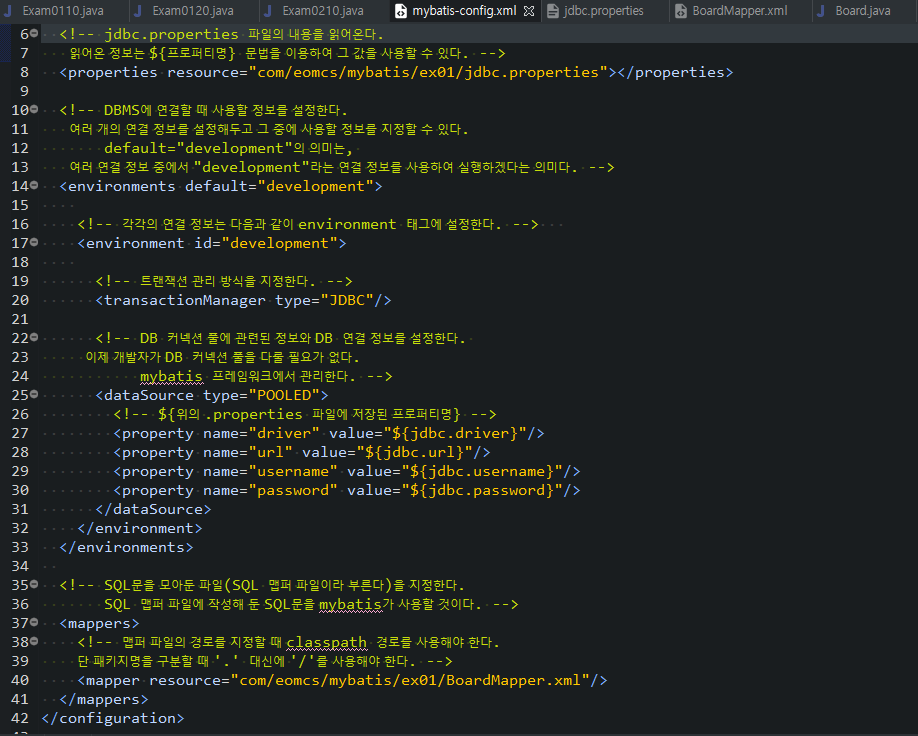 Exam0110.java Exam0120.java Exam0210.java mybatis-config.xml jdbc.properties BoardMapper.xml Board.java
6 <!-- jdbc.properties 파일의 내용을 읽어온다.
7 읽어온 정보는 ${프로퍼티명} 문법을 이용하여 그 값을 사용할 수 있다. -->
8 <properties resource="com/eomcs/mybatis/ex01/jdbc.properties"></properties>
9
10 <!-- DBMS에 연결할 때 사용할 정보를 설정한다.
11 여러 개의 연결 정보를 설정해두고 그 중에 사용할 정보를 지정할 수 있다.
12 default="development"의 의미는,
13 여러 연결 정보 중에서 "development"라는 연결 정보를 사용하여 실행하겠다는 의미다. -->
14 <environments default="development">
15
16 <!-- 각각의 연결 정보는 다음과 같이 environment 태그에 설정한다. -->
17 <environment id="development">
18
19 <!-- 트랜잭션 관리 방식을 지정한다. -->
20 <transactionManager type="JDBC"/>
21
22 <!-- DB 커넥션 풀에 관련된 정보와 DB 연결 정보를 설정한다.
23 이제 개발자가 DB 커넥션 풀을 다룰 필요가 없다.
24 mybatis 프레임워크에서 관리한다. -->
25 <dataSource type="POOLED">
26 <!-- ${위의 .properties 파일에 저장된 프로퍼티명} -->
27 <property name="driver" value="${jdbc.driver}"/>
28 <property name="url" value="${jdbc.url}"/>
29 <property name="username" value="${jdbc.username}"/>
30 <property name="password" value="${jdbc.password}"/>
31 </dataSource>
32 </environment>
33 </environments>
34
35 <!-- SQL문을 모아둔 파일(SQL 맵퍼 파일이라 부른다)을 지정한다.
36 SQL 맵퍼 파일에 작성해 둔 SQL문을 mybatis가 사용할 것이다. -->
37 <mappers>
38 <!-- 맵퍼 파일의 경로를 지정할 때 classpath 경로를 사용해야 한다.
39 단 패키지명을 구분할 때 '.' 대신에 '/'를 사용해야 한다. -->
40 <mapper resource="com/eomcs/mybatis/ex01/BoardMapper.xml"/>
41 </mappers>
42 </configuration>